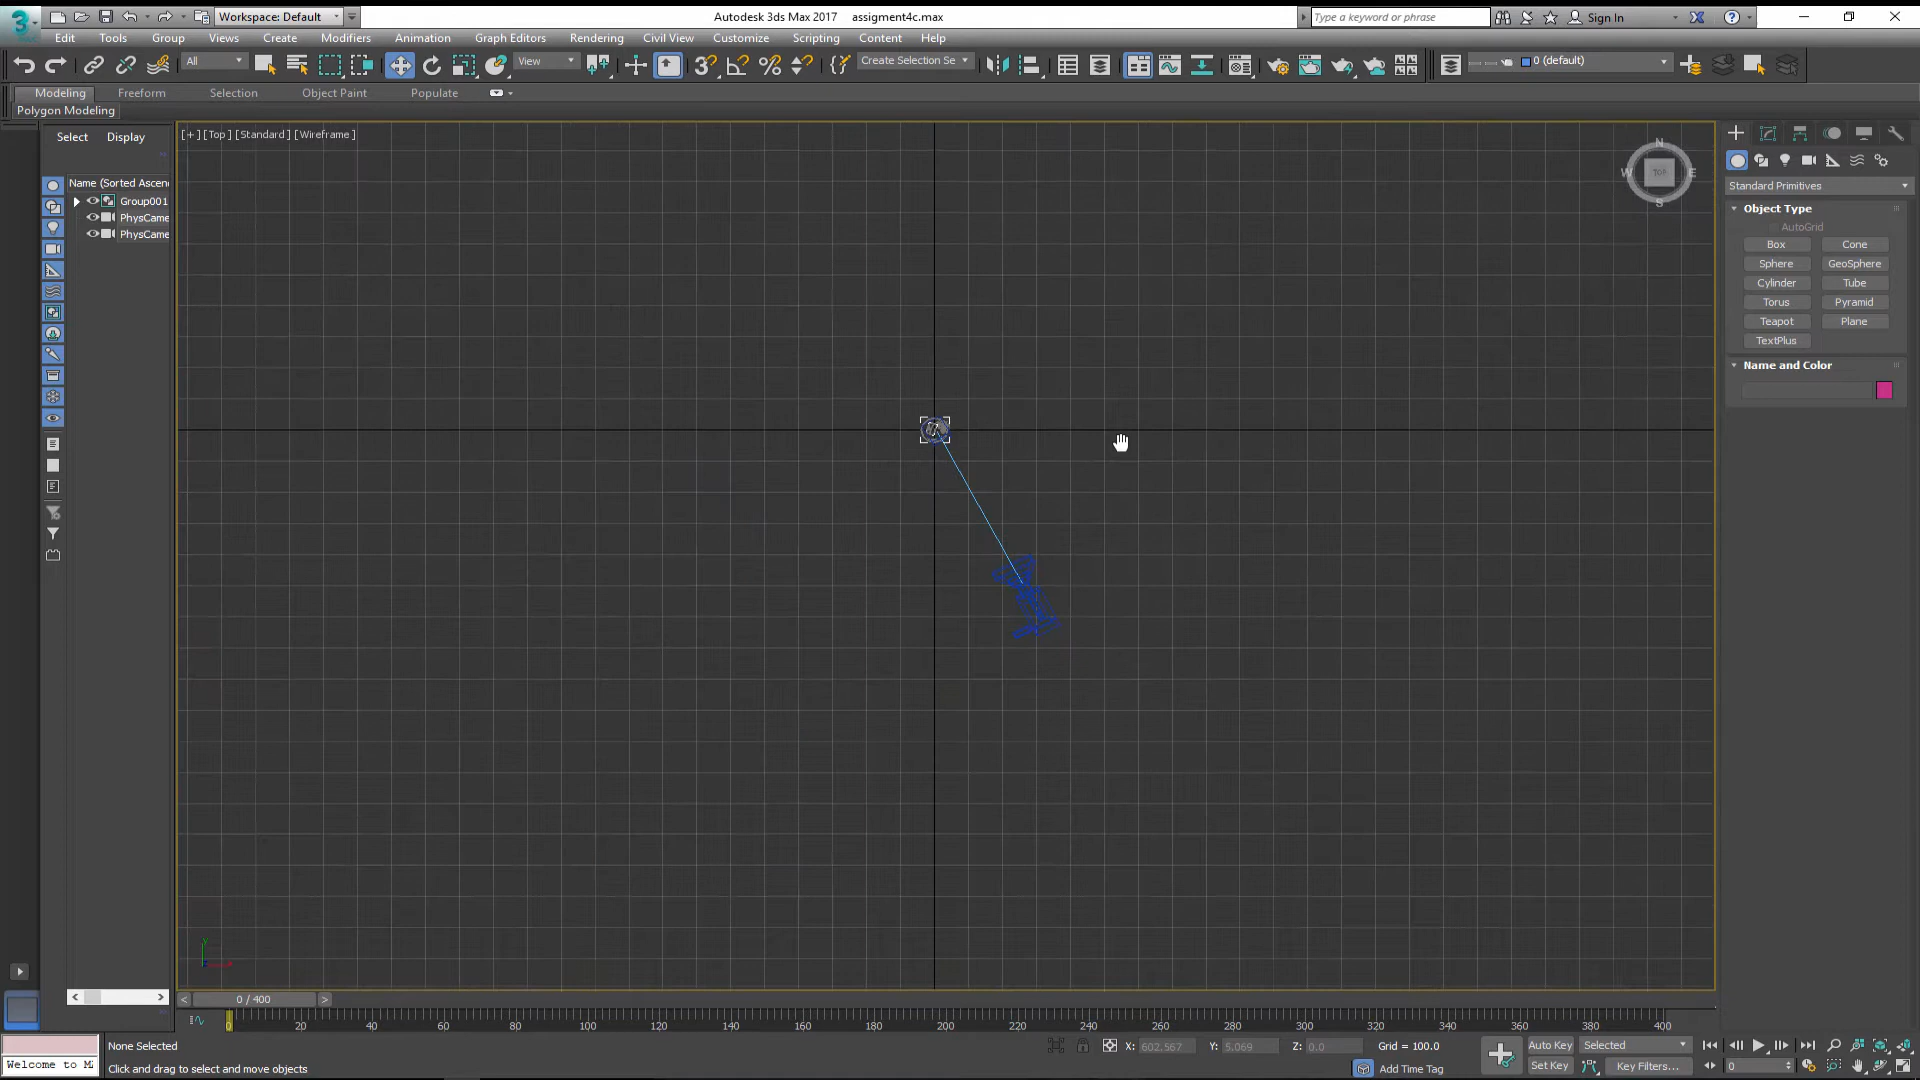 Workspace: Default
Autodesk 3ds Max 2017 assigment4c.max
Type a keyword or phrase
Sign In
Edit Tools Group Views Create Modifiers Animation Graph Editors Rendering Civil View Customize Scripting Content Help
All
View
Create Selection Se
0 (default)
Modeling Freeform Selection Object Paint Populate
Polygon Modeling
Select Display
[+] [Top] [Standard] [Wireframe]
N
W TOP E
S
Name (Sorted Ascen
Group001
PhysCame
PhysCame
Standard Primitives
Object Type
AutoGrid
Box Cone
Sphere GeoSphere
Cylinder Tube
Torus Pyramid
Teapot Plane
TextPlus
Name and Color
y
x
< 0 / 400 >
0 20 40 60 80 100 120 140 160 180 200 220 240 260 280 300 320 340 360 380 400
None Selected
X: 602.567 Y: 5.069 Z: 0.0 Grid = 100.0
Auto Key Selected
Welcome to M
Click and drag to select and move objects
Add Time Tag
Set Key Key Filters...
0